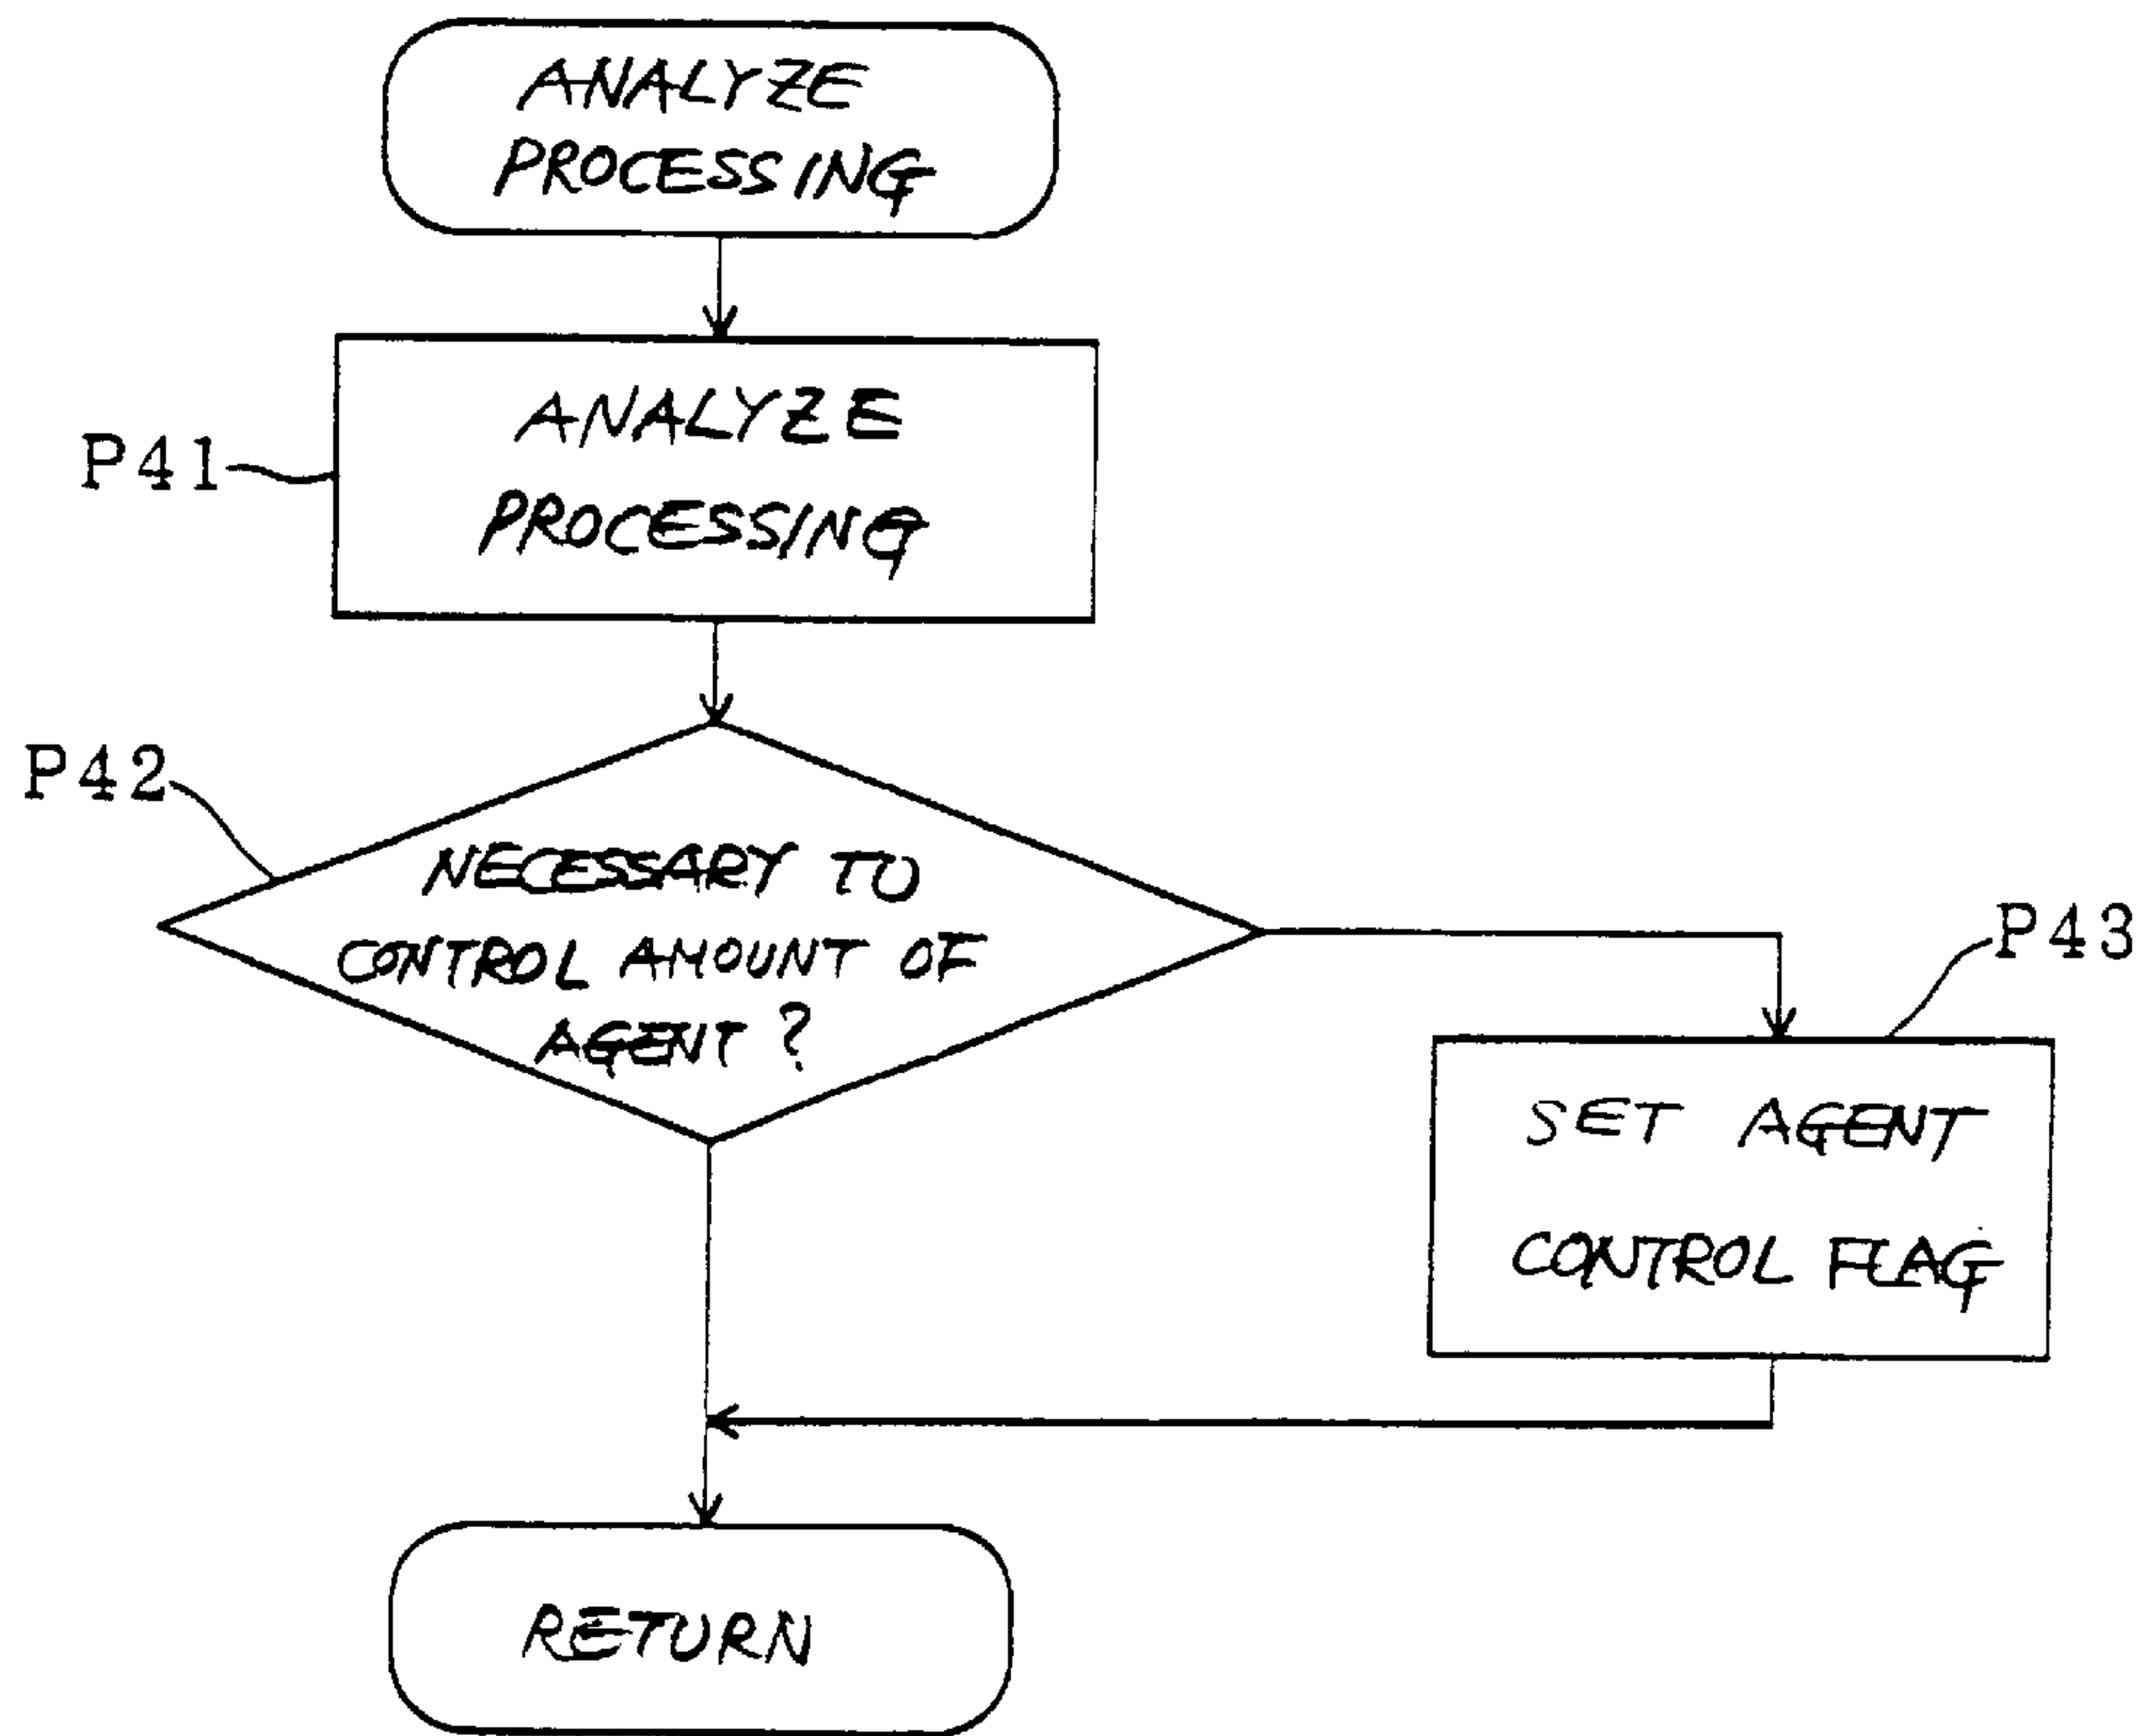 ANALYZE
PROCESSING
ANALYZE
PROCESSING
P41
P42
NECESSARY TO
CONTROL AMOUNT OF
AGENT ?
P43
SET AGENT
CONTROL FLAG
RETURN